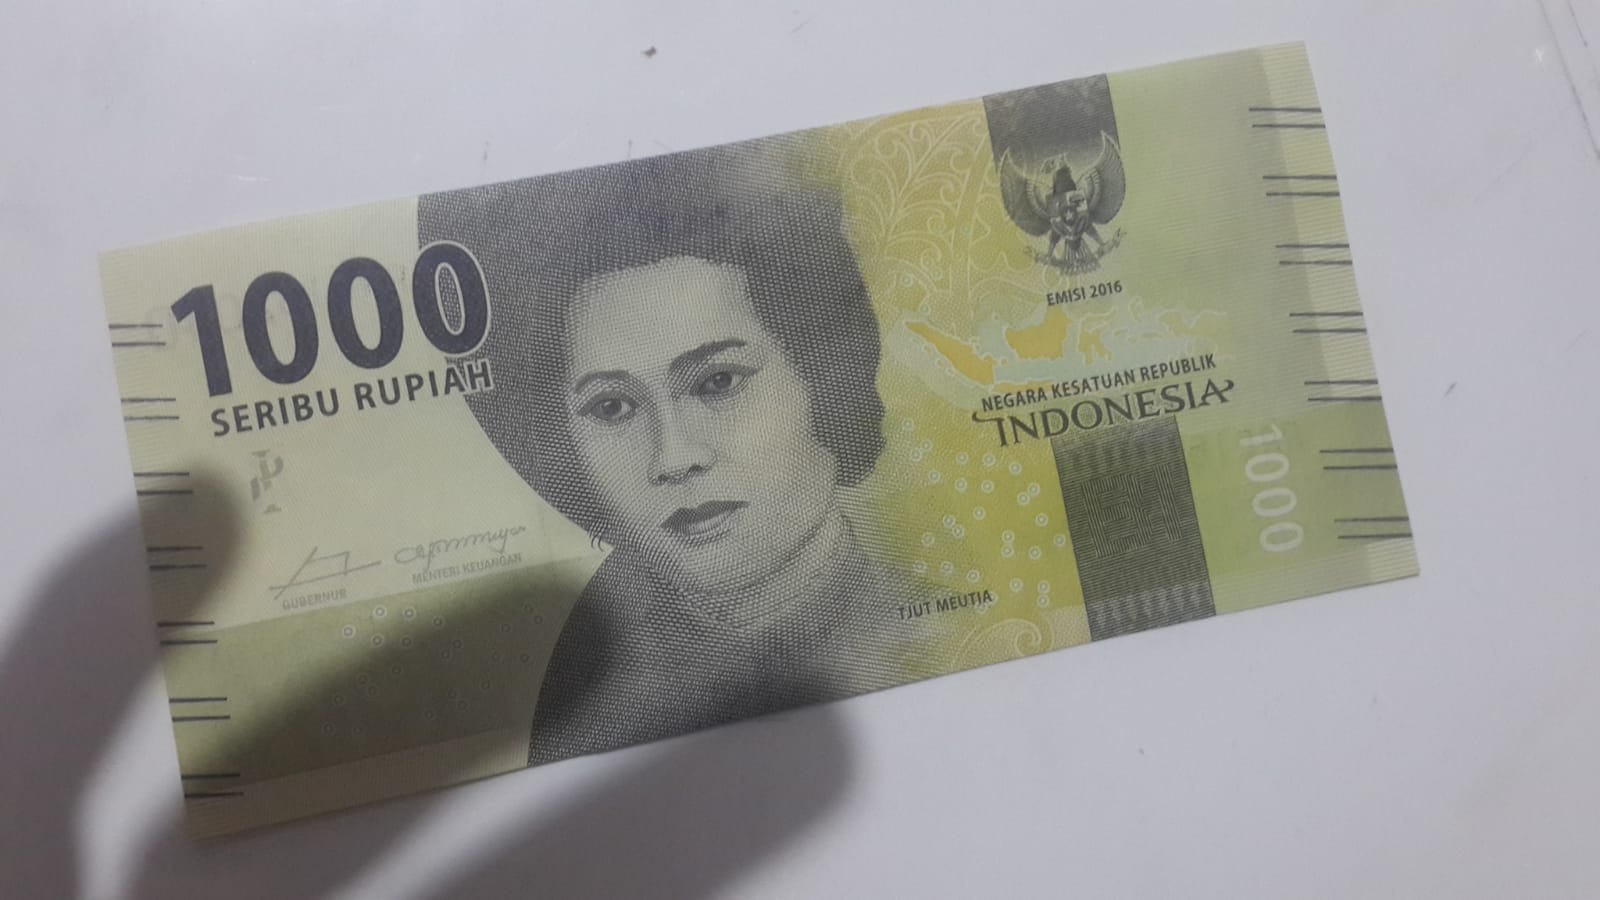 1000
SERIBU RUPIAH
GUBERNUR
MENTERI KEUANGAN
TJUT MEUTIA
EMISI 2016
NEGARA KESATUAN REPUBLIK
INDONESIA
1000